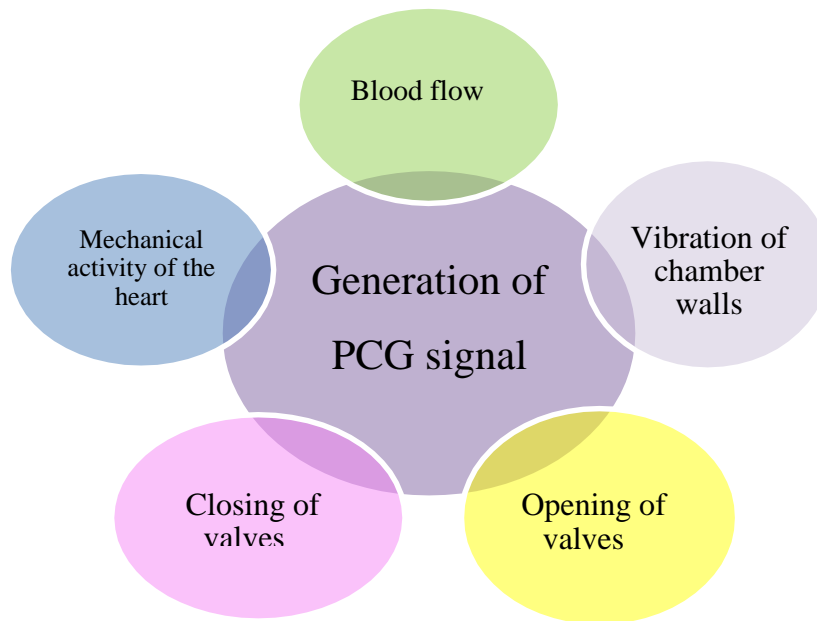 Blood flow
Mechanical
activity of the
heart
Generation of
PCG signal
Vibration of
chamber
walls
Closing of
valves
Opening of
valves